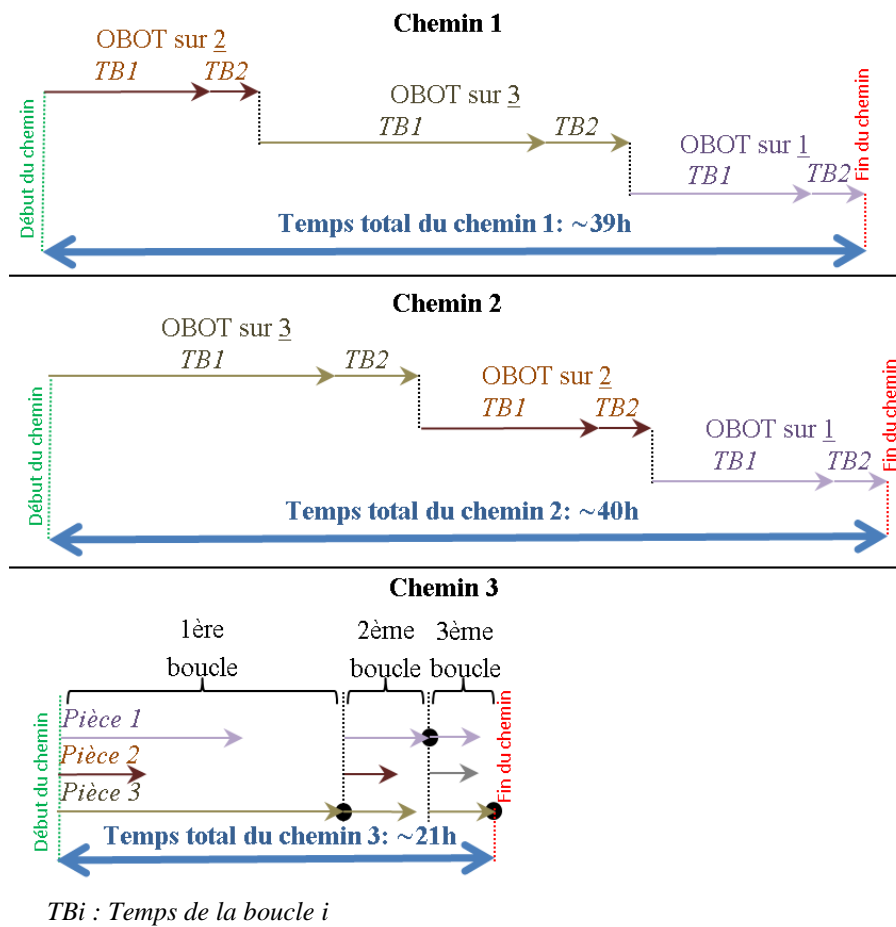 Chemin 1
OBOT sur 2
TB1 TB2
OBOT sur 3
TB1 TB2
OBOT sur 1
TB1 TB2
Début du chemin
Fin du chemin
Temps total du chemin 1: ~39h
Chemin 2
OBOT sur 3
TB1 TB2
OBOT sur 2
TB1 TB2
OBOT sur 1
TB1 TB2
Début du chemin
Fin du chemin
Temps total du chemin 2: ~40h
Chemin 3
1ère boucle
2ème boucle
3ème boucle
Pièce 1
Pièce 2
Pièce 3
Début du chemin
Fin du chemin
Temps total du chemin 3: ~21h
TBi : Temps de la boucle i